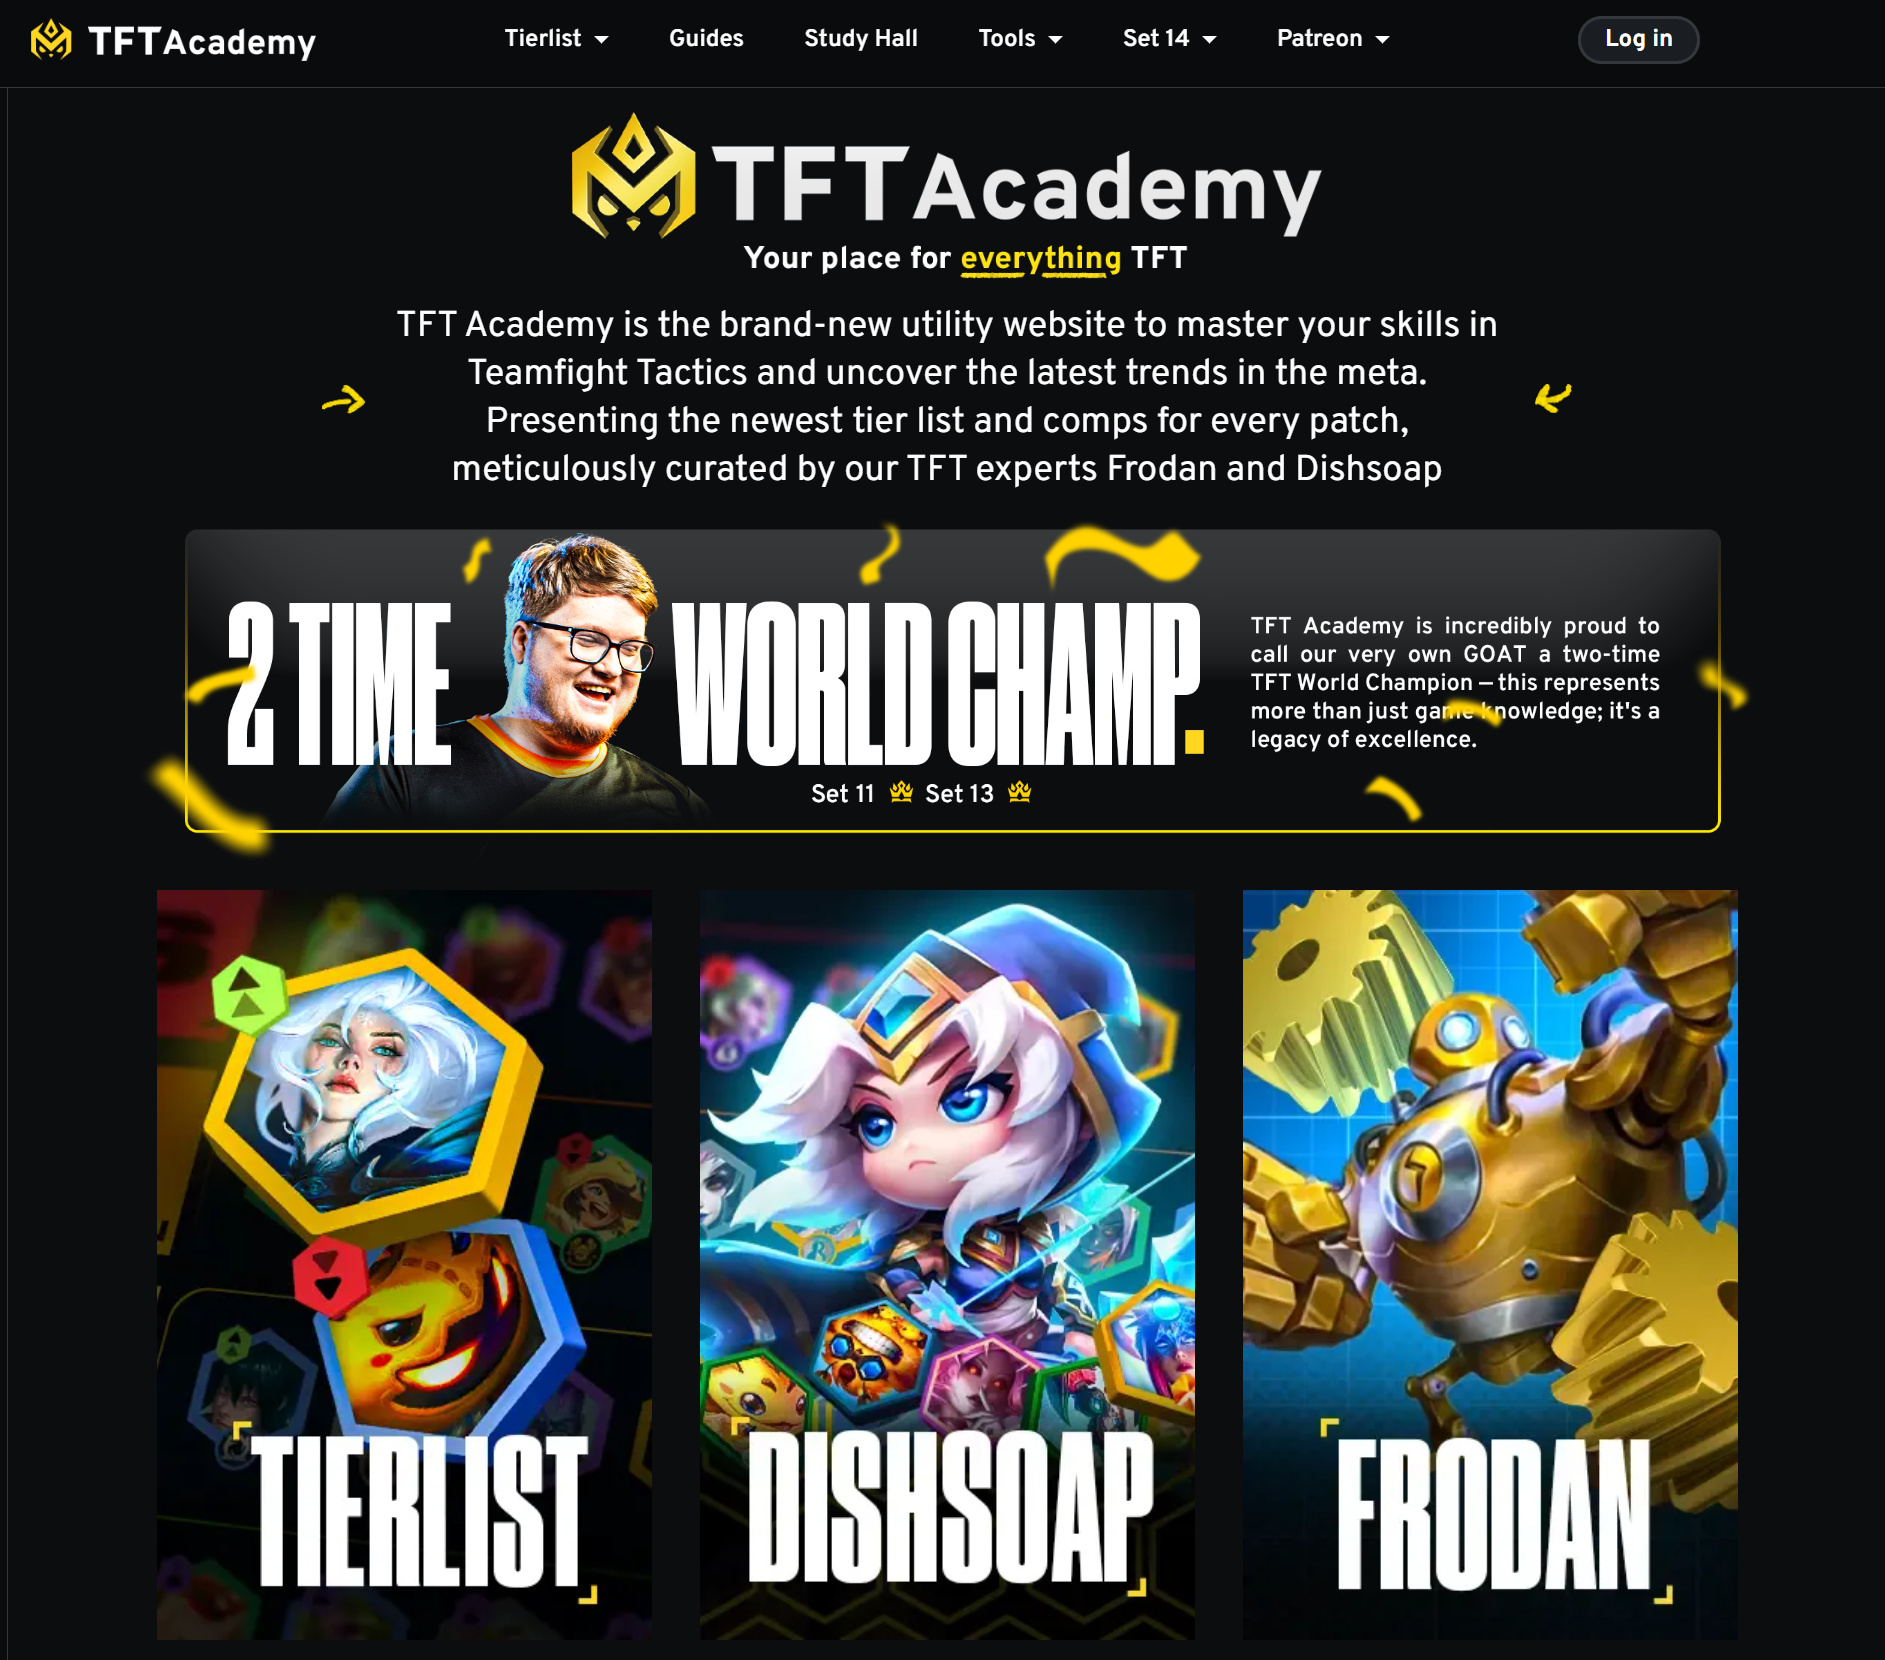 TFTAcademy
Tierlist
Guides
Study Hall
Tools
Set 14
Patreon
Log in
TFTAcademy
Your place for everything TFT
TFT Academy is the brand-new utility website to master your skills in
Teamfight Tactics and uncover the latest trends in the meta.
Presenting the newest tier list and comps for every patch,
meticulously curated by our TFT experts Frodan and Dishsoap
2 TIME WORLD CHAMP.
Set 11 Set 13
TFT Academy is incredibly proud to
call our very own GOAT a two-time
TFT World Champion – this represents
more than just game knowledge; it's a
legacy of excellence.
TIERLIST
DISHSOAP
FRODAN